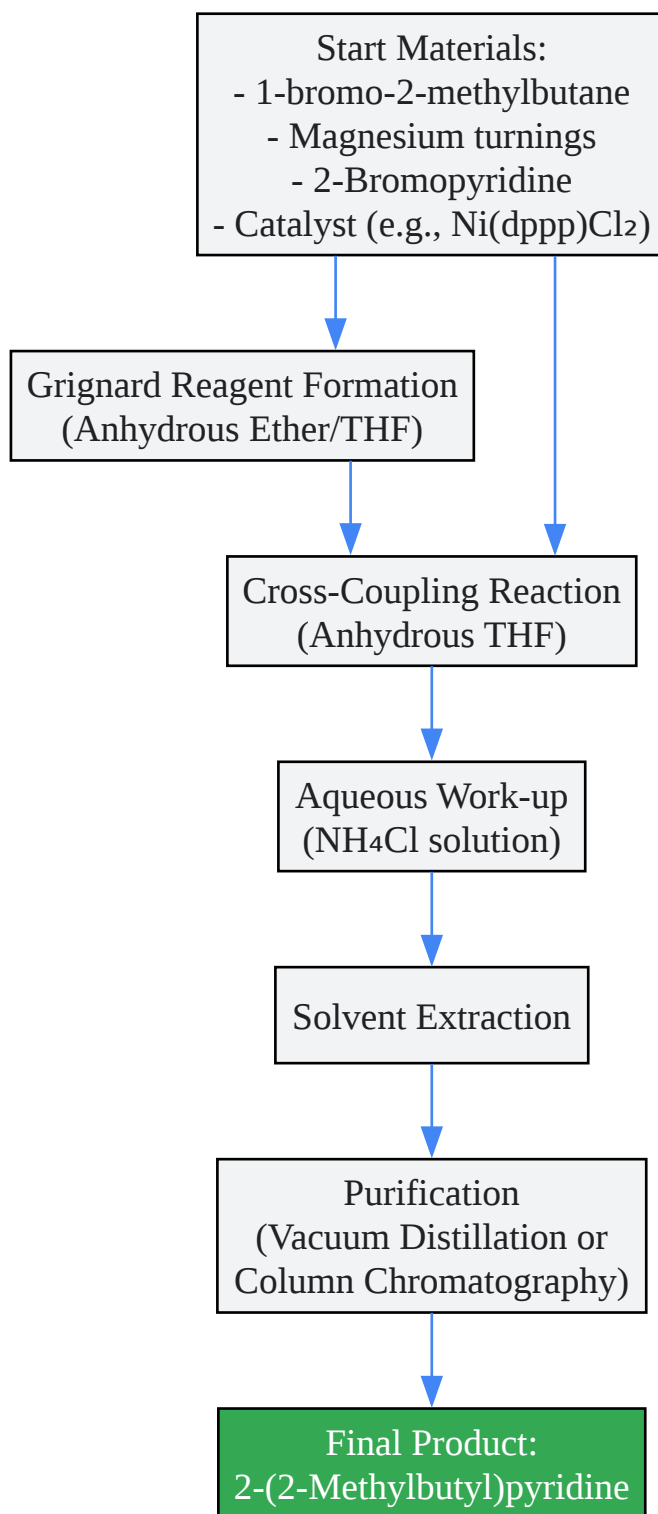 Start Materials:
- 1-bromo-2-methylbutane
- Magnesium turnings
- 2-Bromopyridine
- Catalyst (e.g., Ni(dppp)Cl₂)
Grignard Reagent Formation
(Anhydrous Ether/THF)
Cross-Coupling Reaction
(Anhydrous THF)
Aqueous Work-up
(NH₄Cl solution)
Solvent Extraction
Purification
(Vacuum Distillation or
Column Chromatography)
Final Product:
2-(2-Methylbutyl)pyridine